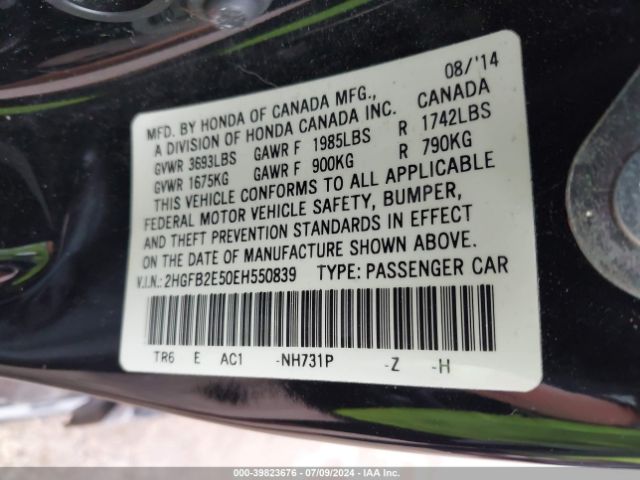 08/'14
MFD. BY HONDA OF CANADA MFG.,
A DIVISION OF HONDA CANADA INC. CANADA
GVWR 3693LBS GAWR F 1985LBS R 1742LBS
GVWR 1675KG GAWR F 900KG R 790KG
THIS VEHICLE CONFORMS TO ALL APPLICABLE
FEDERAL MOTOR VEHICLE SAFETY, BUMPER,
AND THEFT PREVENTION STANDARDS IN EFFECT
ON THE DATE OF MANUFACTURE SHOWN ABOVE.
V.I.N.: 2HGFB2E50EH550839 TYPE: PASSENGER CAR
TR6 E AC1 -NH731P -Z -H
000-39823676 / 07/09/2024 - IAA Inc.